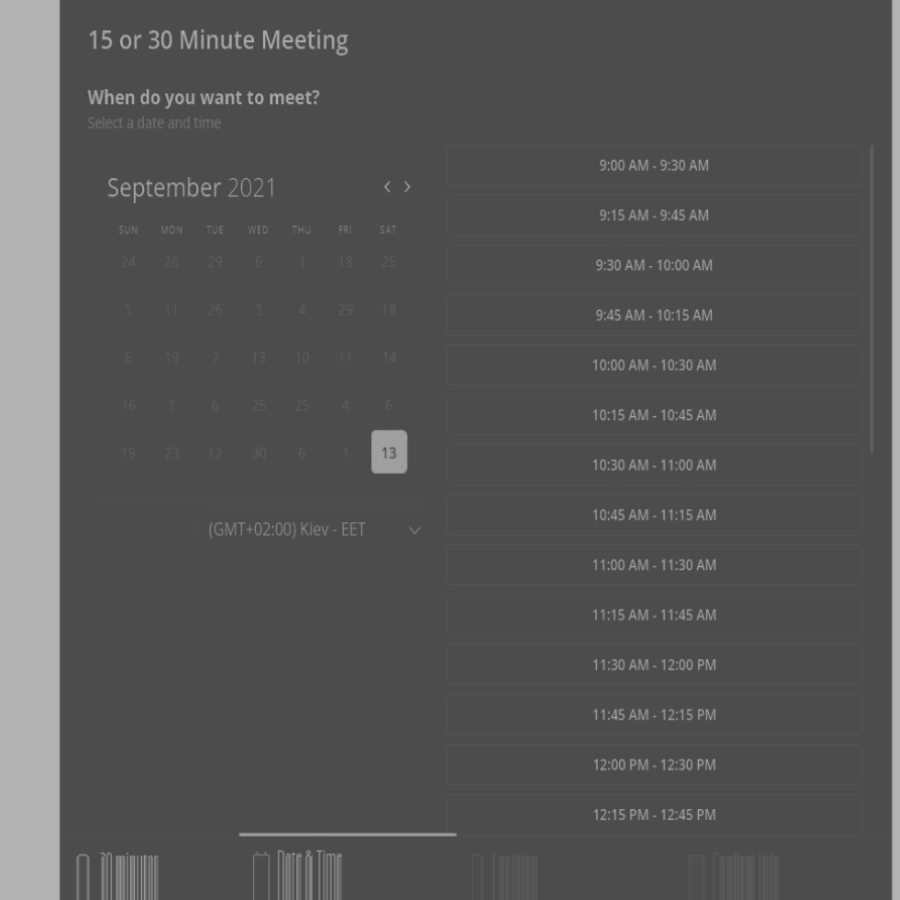 15 or 30 Minute Meeting
When do you want to meet?
Select a date and time
September 2021
SUN MON TUE WED THU FRI SAT
24 26 29 6 1 18 25
5 11 26 3 4 29 18
6 19 7 13 10 11 14
16 1 6 25 25 4 6
19 23 12 30 6 1 13
(GMT+02:00) Kiev - EET
9:00 AM - 9:30 AM
9:15 AM - 9:45 AM
9:30 AM - 10:00 AM
9:45 AM - 10:15 AM
10:00 AM - 10:30 AM
10:15 AM - 10:45 AM
10:30 AM - 11:00 AM
10:45 AM - 11:15 AM
11:00 AM - 11:30 AM
11:15 AM - 11:45 AM
11:30 AM - 12:00 PM
11:45 AM - 12:15 PM
12:00 PM - 12:30 PM
12:15 PM - 12:45 PM
30 minutes Date & Time